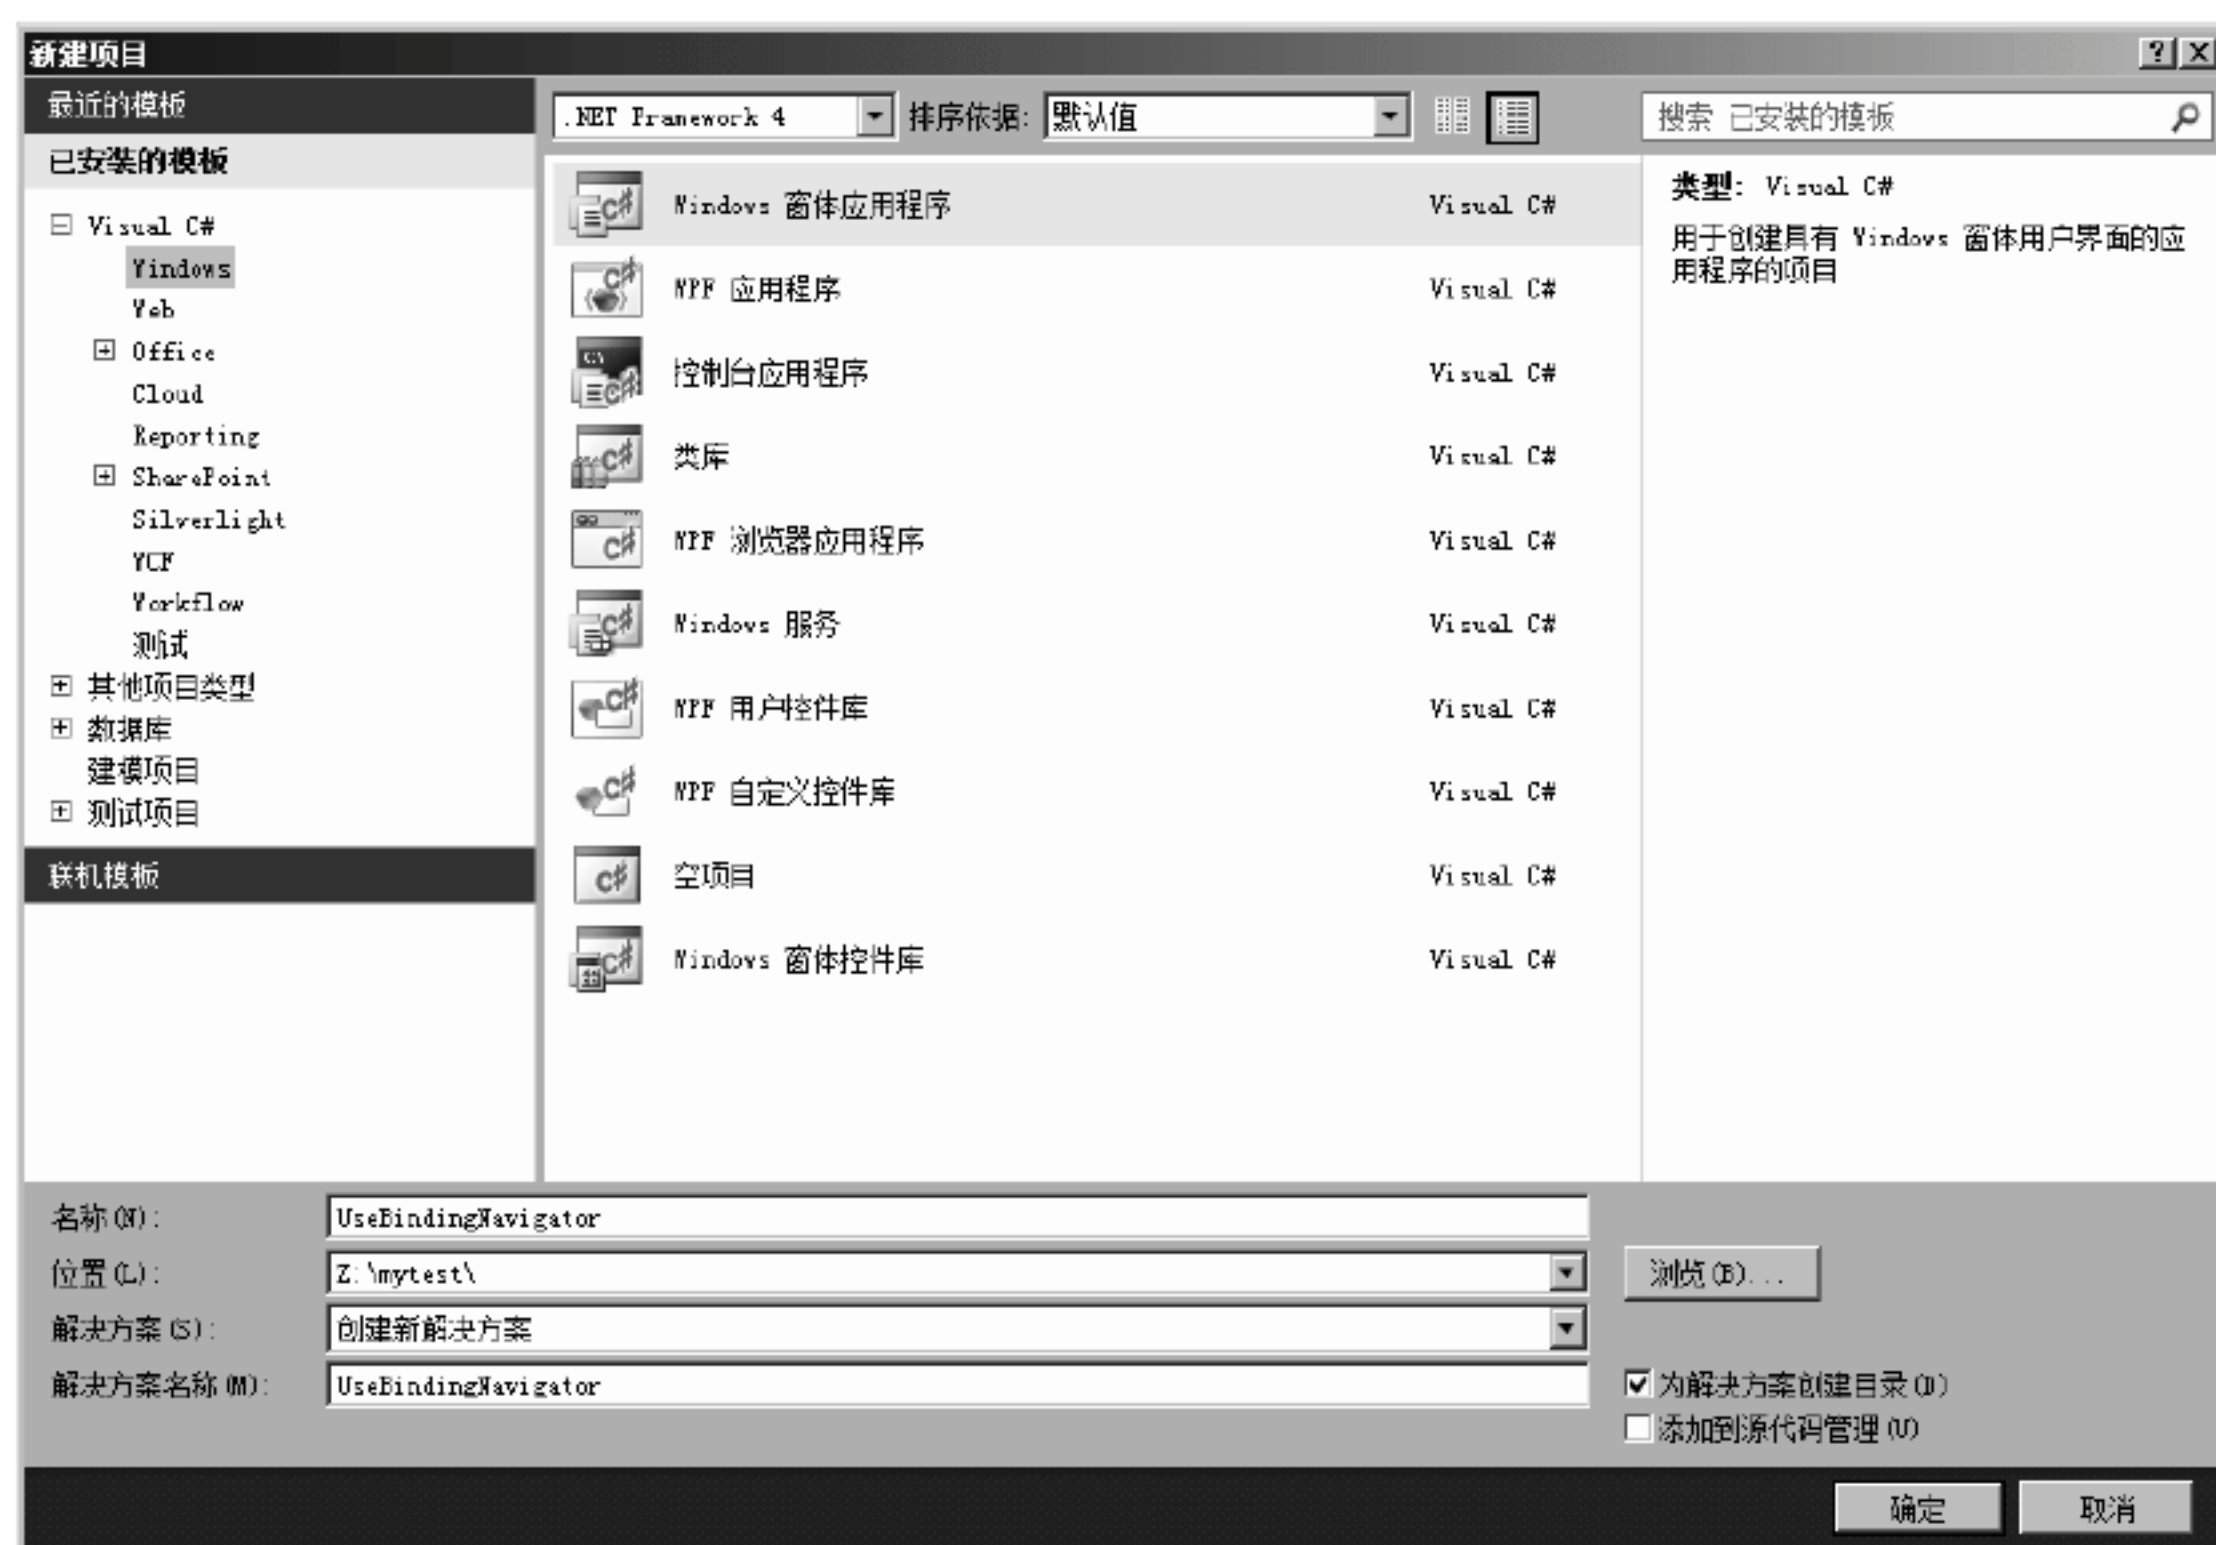 新建项目
最近的模板
已安装的模板
Visual C#
Windows
Web
Office
Cloud
Reporting
SharePoint
Silverlight
WCF
Workflow
测试
其他项目类型
数据库
建模项目
测试项目
联机模板
.NET Framework 4 排序依据: 默认值
Windows 窗体应用程序 Visual C#
WPF 应用程序 Visual C#
控制台应用程序 Visual C#
类库 Visual C#
WPF 浏览器应用程序 Visual C#
Windows 服务 Visual C#
WPF 用户控件库 Visual C#
WPF 自定义控件库 Visual C#
空项目 Visual C#
Windows 窗体控件库 Visual C#
搜索 已安装的模板
类型: Visual C#
用于创建具有 Windows 窗体用户界面的应
用程序的项目
名称(N): UseBindingNavigator
位置(L): Z:\mytest\ 浏览(B)...
解决方案(S): 创建新解决方案
解决方案名称(M): UseBindingNavigator
为解决方案创建目录(D)
添加到源代码管理(U)
确定 取消